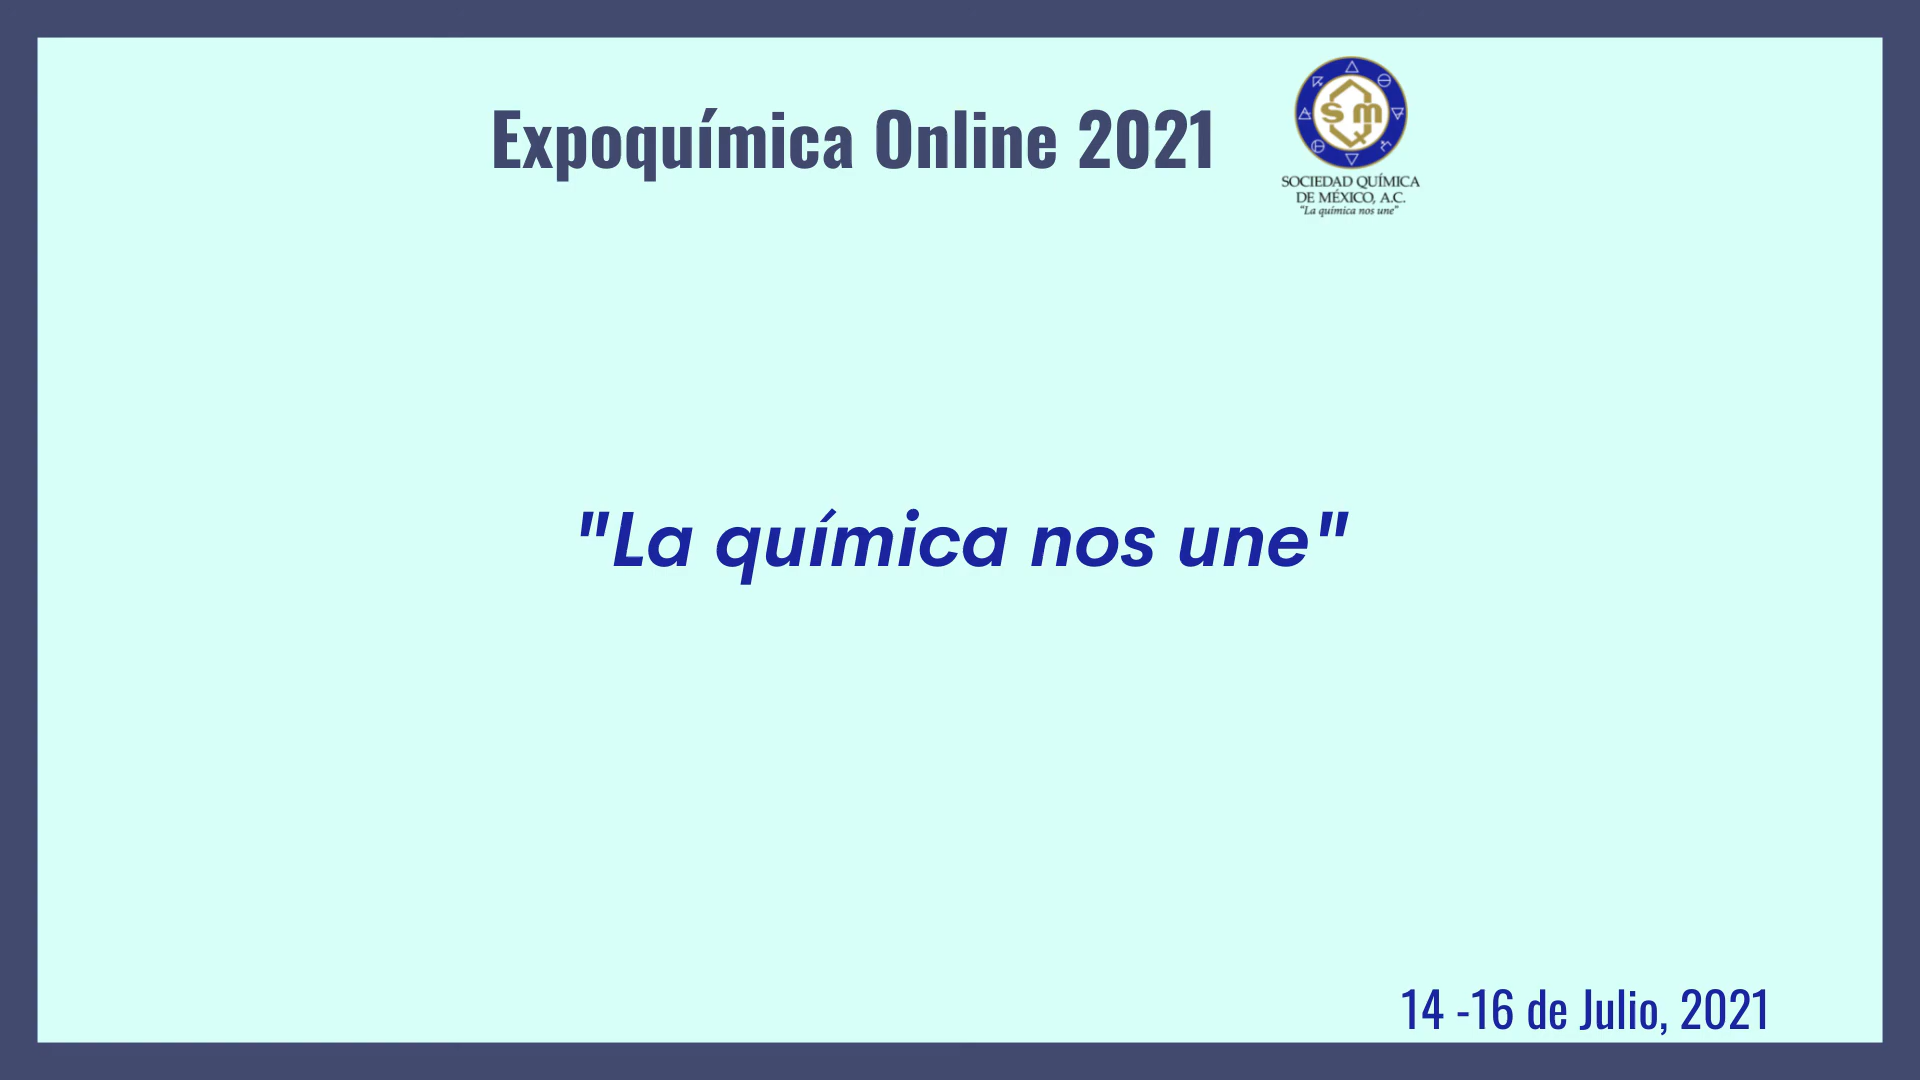 Expoquímica Online 2021
S M
Q
SOCIEDAD QUÍMICA
DE MÉXICO, A.C.
"La química nos une"
"La química nos une"
14 -16 de Julio, 2021